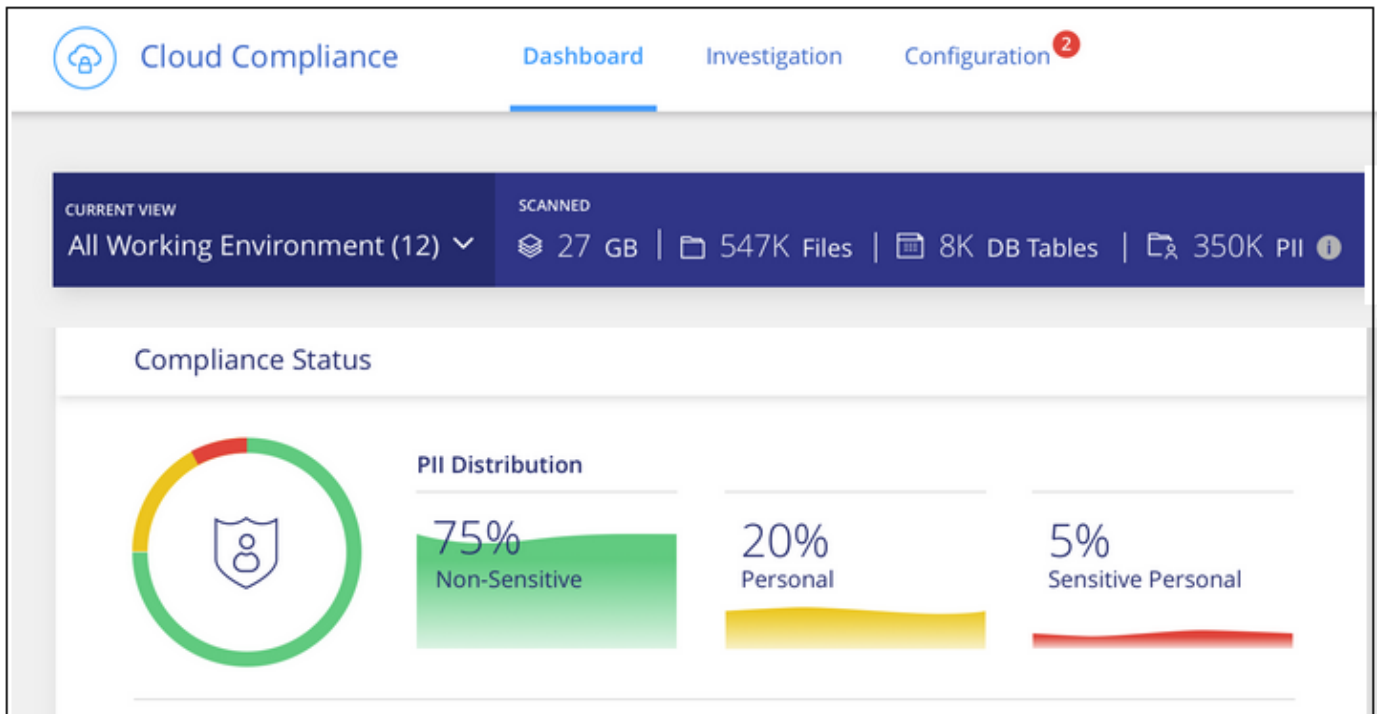 Cloud Compliance
Dashboard
Investigation
Configuration 2
CURRENT VIEW
All Working Environment (12)
SCANNED
27 GB | 547K Files | 8K DB Tables | 350K PII
Compliance Status
PII Distribution
75%
Non-Sensitive
20%
Personal
5%
Sensitive Personal